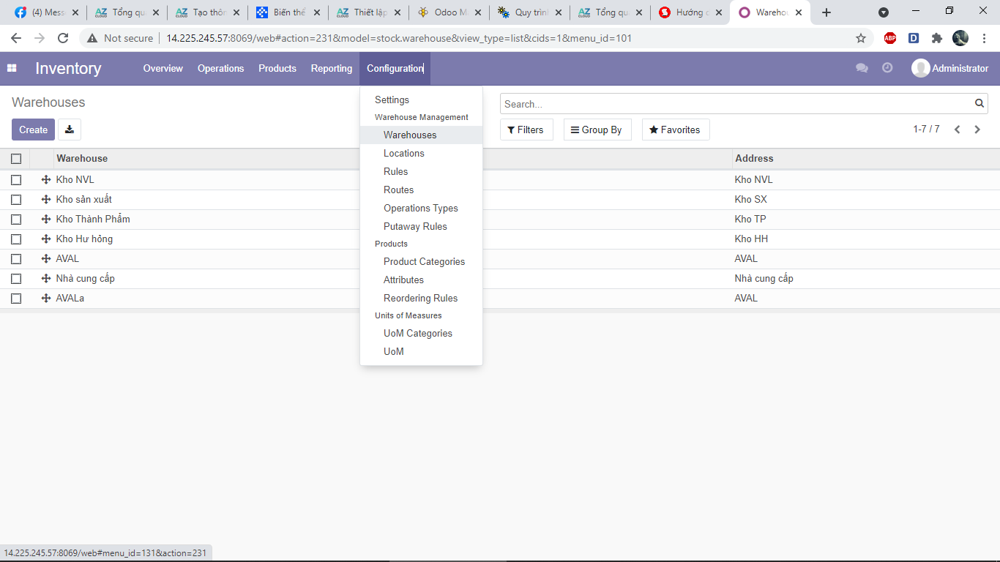 (4) Mess
Tổng qu
Tạo thôn
Biến thể
Thiết lập
Odoo M
Quy trìn
Tổng qu
Hướng d
Wareho
Not secure
14.225.245.57:8069/web#action=231&model=stock.warehouse&view_type=list&cids=1&menu_id=101
ABP
D
Inventory
Overview
Operations
Products
Reporting
Configuration
Administrator
Warehouses
Create
Settings
Warehouse Management
Warehouses
Locations
Rules
Routes
Operations Types
Putaway Rules
Products
Product Categories
Attributes
Reordering Rules
Units of Measures
UoM Categories
UoM
Search...
Filters
Group By
Favorites
1-7 / 7
Warehouse
Address
Kho NVL
Kho NVL
Kho sản xuất
Kho SX
Kho Thành Phẩm
Kho TP
Kho Hư hỏng
Kho HH
AVAL
AVAL
Nhà cung cấp
Nhà cung cấp
AVALa
AVAL
14.225.245.57:8069/web#menu_id=131&action=231